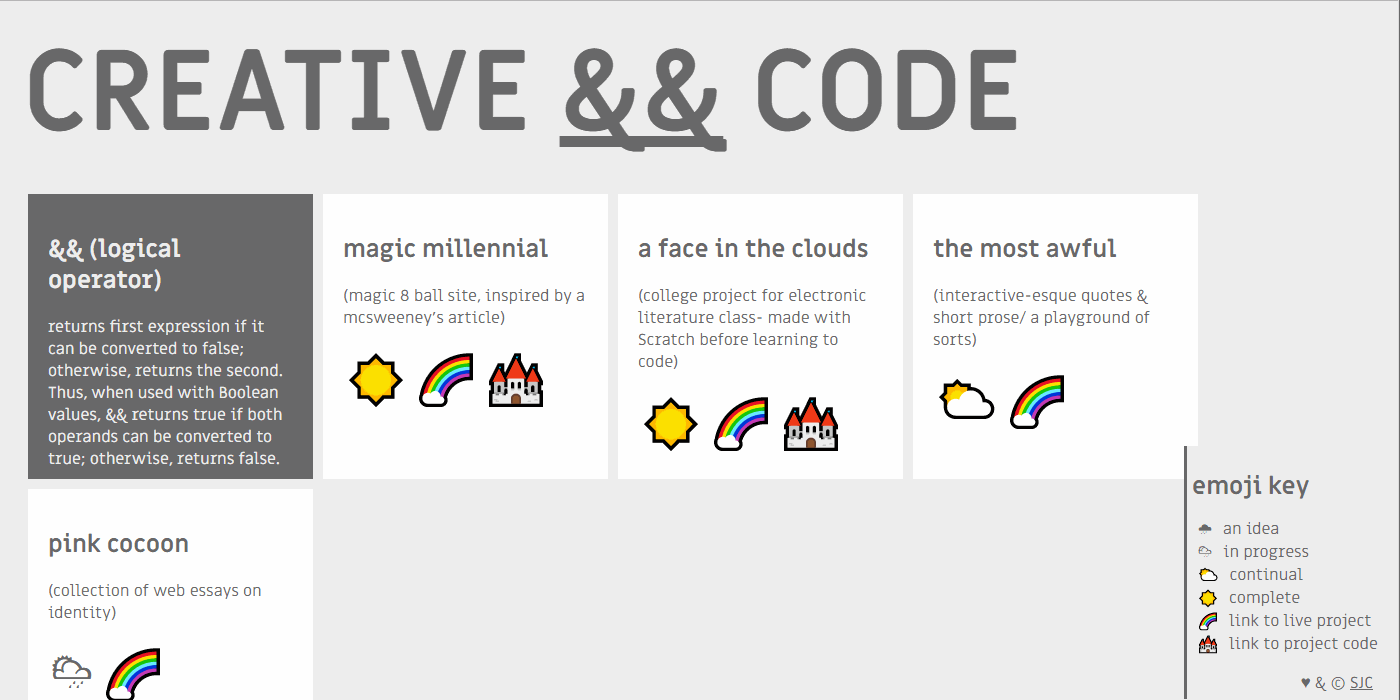 CREATIVE && CODE
&& (logical
operator)
returns first expression if it
can be converted to false;
otherwise, returns the second.
Thus, when used with Boolean
values, && returns true if both
operands can be converted to
true; otherwise, returns false.
magic millennial
(magic 8 ball site, inspired by a
mcsweeney's article)
a face in the clouds
(college project for electronic
literature class- made with
Scratch before learning to
code)
the most awful
(interactive-esque quotes &
short prose/ a playground of
sorts)
pink cocoon
(collection of web essays on
identity)
emoji key
an idea
in progress
continual
complete
link to live project
link to project code
♥ & © SJC